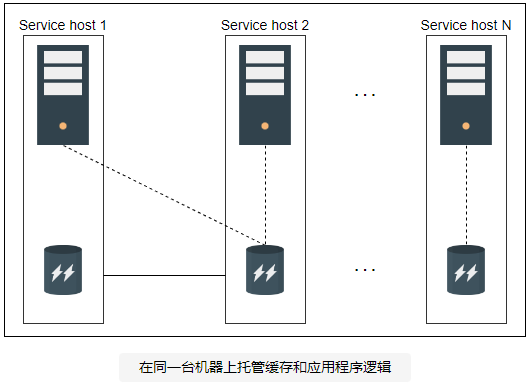 Service host 1
Service host 2
Service host N
. . .
. . .
在同一台机器上托管缓存和应用程序逻辑